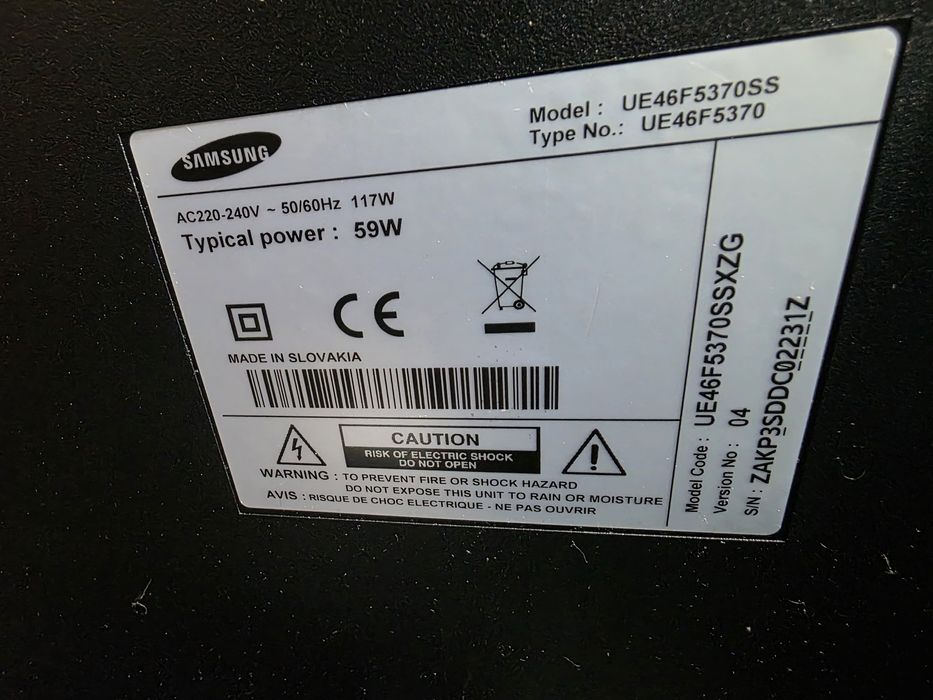 SAMSUNG
Model : UE46F5370SS
Type No.: UE46F5370
AC220-240V ~ 50/60Hz 117W
Typical power : 59W
CE
MADE IN SLOVAKIA
CAUTION
RISK OF ELECTRIC SHOCK
DO NOT OPEN
WARNING : TO PREVENT FIRE OR SHOCK HAZARD
DO NOT EXPOSE THIS UNIT TO RAIN OR MOISTURE
AVIS : RISQUE DE CHOC ELECTRIQUE - NE PAS OUVRIR
Model Code : UE46F5370SSXZG
Version No : 04
S/N : ZAKP3SDDC02231Z